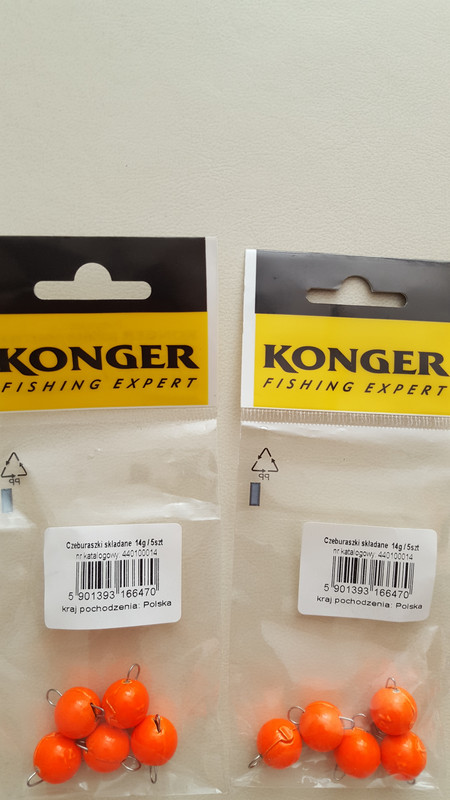 KONGER
FISHING EXPERT
PP
Czeburaszki składane 14g / 5szt
nr katalogowy: 440100014
5 901393 166470
kraj pochodzenia: Polska
KONGER
FISHING EXPERT
PP
Czeburaszki składane 14g / 5szt
nr katalogowy: 440100014
5 901393 166470
kraj pochodzenia: Polska